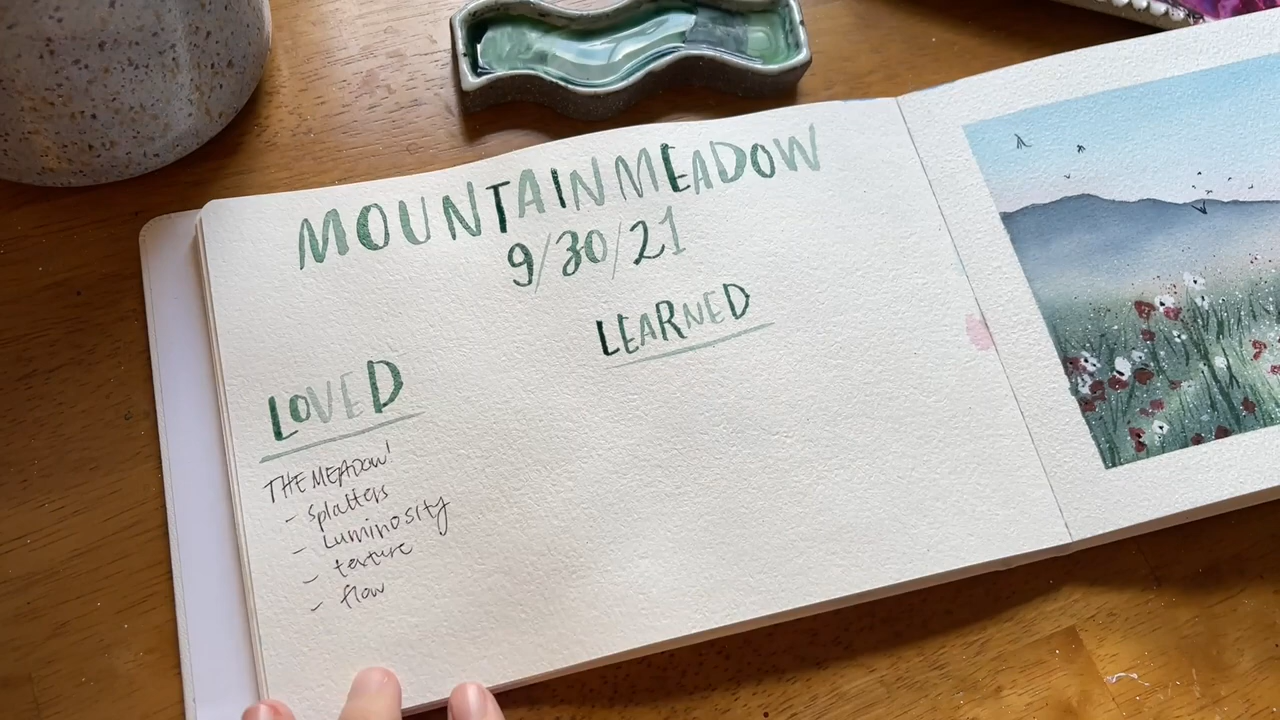 MOUNTAIN MEADOW
9/30/21
LEARNED
LOVED
THE MEADOW!
- splatters
- Luminosity
- texture
- flow